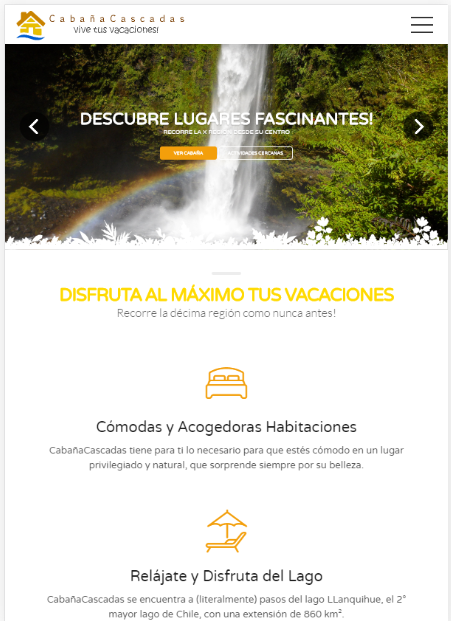 CabañaCascadas
vive tus vacaciones!
DESCUBRE LUGARES FASCINANTES!
RECORRE LA X REGION DESDE SU CENTRO
VER CABAÑA
ACTIVIDADES CERCANAS
DISFRUTA AL MÁXIMO TUS VACACIONES
Recorre la décima región como nunca antes!
Cómodas y Acogedoras Habitaciones
CabañaCascadas tiene para ti lo necesario para que estés cómodo en un lugar
privilegiado y natural, que sorprende siempre por su belleza.
Relájate y Disfruta del Lago
CabañaCascadas se encuentra a (literalmente) pasos del lago LLanquihue, el 2°
mayor lago de Chile, con una extensión de 860 km².